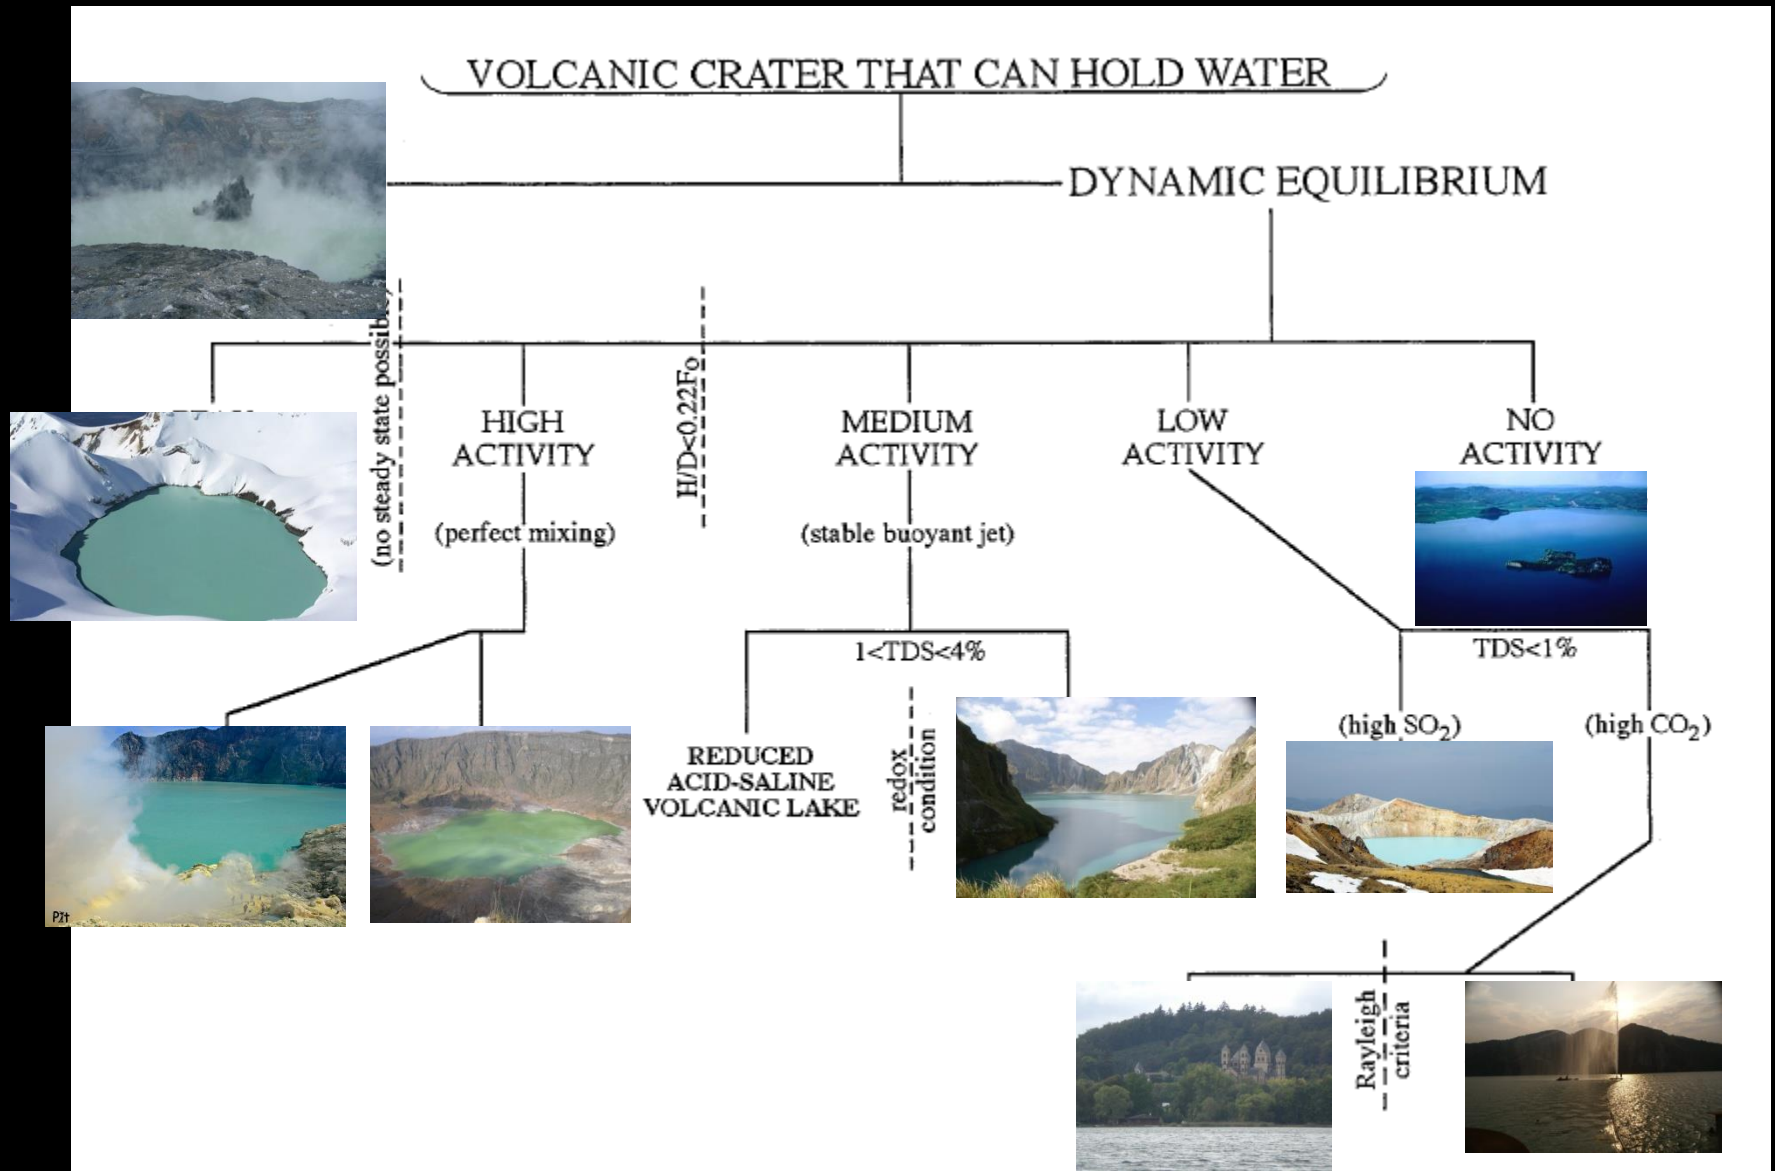 VOLCANIC CRATER THAT CAN HOLD WATER
DYNAMIC EQUILIBRIUM
(no steady state possible)
HIGH
ACTIVITY
(perfect mixing)
H/D<0.22Fo
MEDIUM
ACTIVITY
(stable buoyant jet)
LOW
ACTIVITY
NO
ACTIVITY
1<TDS<4%
TDS<1%
REDUCED
ACID-SALINE
VOLCANIC LAKE
redox
condition
(high SO2)
(high CO2)
Rayleigh
criteria